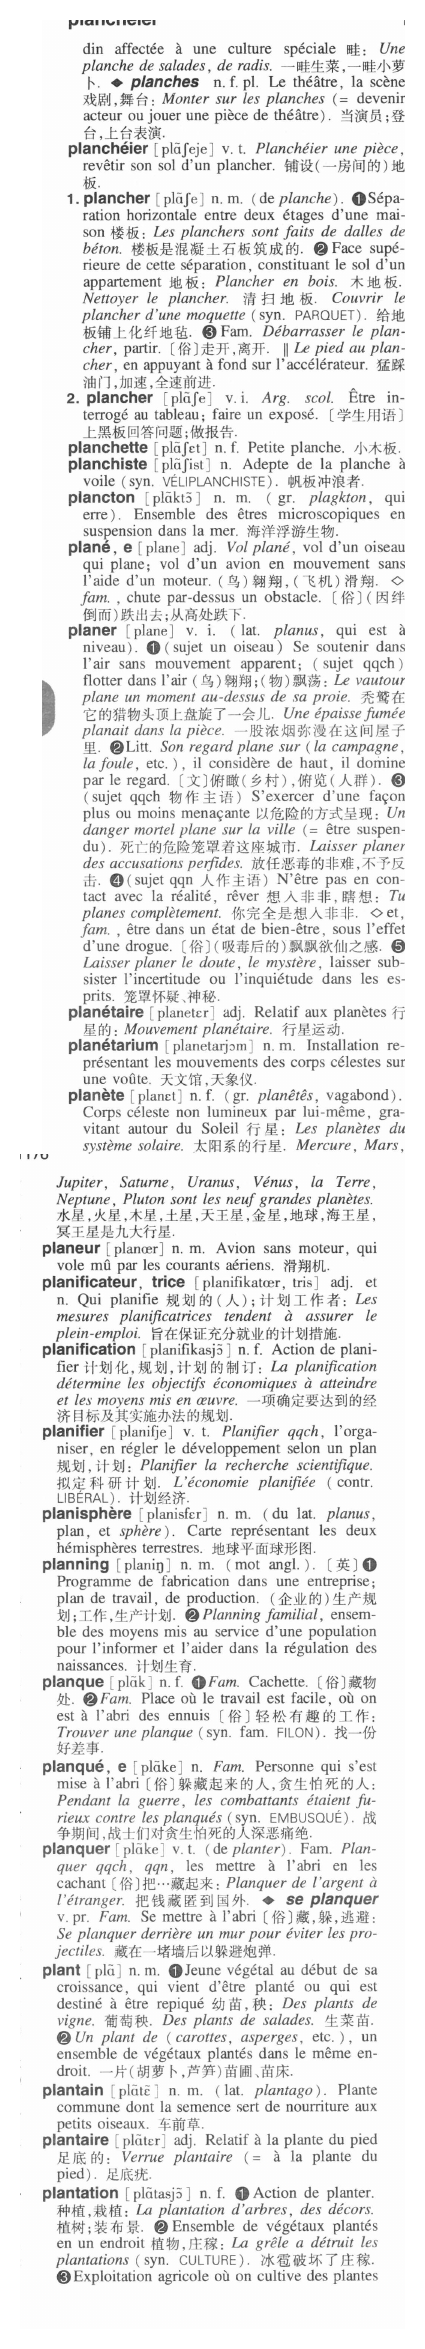 plancheier
din affectée à une culture spéciale 畦: Une
planche de salades, de radis. 一畦生菜,一畦小萝
卜. ◆ planches n. f. pl. Le théâtre, la scène
戏剧,舞台: Monter sur les planches (= devenir
acteur ou jouer une pièce de théâtre). 当演员;登
台,上台表演.
planchéier [plɑ̃ʃeje] v. t. Planchéier une pièce,
revêtir son sol d'un plancher. 铺设(一房间的)地
板.
1. plancher [plɑ̃ʃe] n. m. (de planche). ❶Sépa-
ration horizontale entre deux étages d'une mai-
son 楼板: Les planchers sont faits de dalles de
béton. 楼板是混凝土石板筑成的. ❷Face supé-
rieure de cette séparation, constituant le sol d'un
appartement 地板: Plancher en bois. 木地板.
Nettoyer le plancher. 清扫地板. Couvrir le
plancher d'une moquette (syn. PARQUET). 给地
板铺上化纤地毡. ❸Fam. Débarrasser le plan-
cher, partir. 〔俗〕走开,离开. ‖ Le pied au plan-
cher, en appuyant à fond sur l'accélérateur. 猛踩
油门,加速,全速前进.
2. plancher [plɑ̃ʃe] v. i. Arg. scol. Être in-
terrogé au tableau; faire un exposé. 〔学生用语〕
上黑板回答问题;做报告.
planchette [plɑ̃ʃɛt] n. f. Petite planche. 小木板.
planchiste [plɑ̃ʃist] n. Adepte de la planche à
voile (syn. VÉLIPLANCHISTE). 帆板冲浪者.
plancton [plɑ̃ktɔ̃] n. m. (gr. plagkton, qui
erre). Ensemble des êtres microscopiques en
suspension dans la mer. 海洋浮游生物.
plané, e [plane] adj. Vol plané, vol d'un oiseau
qui plane; vol d'un avion en mouvement sans
l'aide d'un moteur. (鸟)翱翔,(飞机)滑翔. ◇
fam. , chute par-dessus un obstacle. 〔俗〕(因绊
倒而)跌出去;从高处跌下.
planer [plane] v. i. (lat. planus, qui est à
niveau). ❶(sujet un oiseau) Se soutenir dans
l'air sans mouvement apparent; (sujet qqch)
flotter dans l'air (鸟)翱翔;(物)飘荡: Le vautour
plane un moment au-dessus de sa proie. 秃鹫在
它的猎物头顶上盘旋了一会儿. Une épaisse fumée
planait dans la pièce. 一股浓烟弥漫在这间屋子
里. ❷Litt. Son regard plane sur (la campagne,
la foule, etc.), il considère de haut, il domine
par le regard. 〔文〕俯瞰(乡村),俯览(人群). ❸
(sujet qqch 物作主语) S'exercer d'une façon
plus ou moins menaçante 以危险的方式呈现: Un
danger mortel plane sur la ville (= être suspen-
du). 死亡的危险笼罩着这座城市. Laisser planer
des accusations perfides. 放任恶毒的非难,不予反
击. ❹(sujet qqn 人作主语) N'être pas en con-
tact avec la réalité, rêver 想入非非,瞎想: Tu
planes complètement. 你完全是想入非非. ◇et,
fam. , être dans un état de bien-être, sous l'effet
d'une drogue. 〔俗〕(吸毒后的)飘飘欲仙之感. ❺
Laisser planer le doute, le mystère, laisser sub-
sister l'incertitude ou l'inquiétude dans les es-
prits. 笼罩怀疑、神秘.
planétaire [planetɛr] adj. Relatif aux planètes 行
星的: Mouvement planétaire. 行星运动.
planétarium [planetarjɔm] n. m. Installation re-
présentant les mouvements des corps célestes sur
une voûte. 天文馆,天象仪.
planète [planɛt] n. f. (gr. planêtês, vagabond).
Corps céleste non lumineux par lui-même, gra-
vitant autour du Soleil 行星: Les planètes du
système solaire. 太阳系的行星. Mercure, Mars,
1176
Jupiter, Saturne, Uranus, Vénus, la Terre,
Neptune, Pluton sont les neuf grandes planètes.
水星,火星,木星,土星,天王星,金星,地球,海王星,
冥王星是九大行星.
planeur [planœr] n. m. Avion sans moteur, qui
vole mû par les courants aériens. 滑翔机.
planificateur, trice [planifikatœr, tris] adj. et
n. Qui planifie 规划的(人);计划工作者: Les
mesures planificatrices tendent à assurer le
plein-emploi. 旨在保证充分就业的计划措施.
planification [planifikasjɔ̃] n. f. Action de plani-
fier 计划化,规划,计划的制订: La planification
détermine les objectifs économiques à atteindre
et les moyens mis en œuvre. 一项确定要达到的经
济目标及其实施办法的规划.
planifier [planifje] v. t. Planifier qqch, l'orga-
niser, en régler le développement selon un plan
规划,计划: Planifier la recherche scientifique.
拟定科研计划. L'économie planifiée (contr.
LIBÉRAL). 计划经济.
planisphère [planisfɛr] n. m. (du lat. planus,
plan, et sphère). Carte représentant les deux
hémisphères terrestres. 地球平面球形图.
planning [planiŋ] n. m. (mot angl.). 〔英〕❶
Programme de fabrication dans une entreprise;
plan de travail, de production. (企业的)生产规
划;工作,生产计划. ❷Planning familial, ensem-
ble des moyens mis au service d'une population
pour l'informer et l'aider dans la régulation des
naissances. 计划生育.
planque [plɑ̃k] n. f. ❶Fam. Cachette. 〔俗〕藏物
处. ❷Fam. Place où le travail est facile, où on
est à l'abri des ennuis 〔俗〕轻松有趣的工作:
Trouver une planque (syn. fam. FILON). 找一份
好差事.
planqué, e [plɑ̃ke] n. Fam. Personne qui s'est
mise à l'abri〔俗〕躲藏起来的人,贪生怕死的人:
Pendant la guerre, les combattants étaient fu-
rieux contre les planqués (syn. EMBUSQUÉ). 战
争期间,战士们对贪生怕死的人深恶痛绝.
planquer [plɑ̃ke] v. t. (de planter). Fam. Plan-
quer qqch, qqn, les mettre à l'abri en les
cachant〔俗〕把…藏起来: Planquer de l'argent à
l'étranger. 把钱藏匿到国外. ◆ se planquer
v. pr. Fam. Se mettre à l'abri〔俗〕藏,躲,逃避:
Se planquer derrière un mur pour éviter les pro-
jectiles. 藏在一堵墙后以躲避炮弹.
plant [plɑ̃] n. m. ❶Jeune végétal au début de sa
croissance, qui vient d'être planté ou qui est
destiné à être repiqué 幼苗,秧: Des plants de
vigne. 葡萄秧. Des plants de salades. 生菜苗.
❷Un plant de (carottes, asperges, etc.), un
ensemble de végétaux plantés dans le même en-
droit. 一片(胡萝卜,芦笋)苗圃、苗床.
plantain [plɑ̃tɛ̃] n. m. (lat. plantago). Plante
commune dont la semence sert de nourriture aux
petits oiseaux. 车前草.
plantaire [plɑ̃tɛr] adj. Relatif à la plante du pied
足底的: Verrue plantaire (= à la plante du
pied). 足底疣.
plantation [plɑ̃tasjɔ̃] n. f. ❶Action de planter.
种植,栽植: La plantation d'arbres, des décors.
植树;装布景. ❷Ensemble de végétaux plantés
en un endroit 植物,庄稼: La grêle a détruit les
plantations (syn. CULTURE). 冰雹破坏了庄稼.
❸Exploitation agricole où on cultive des plantes